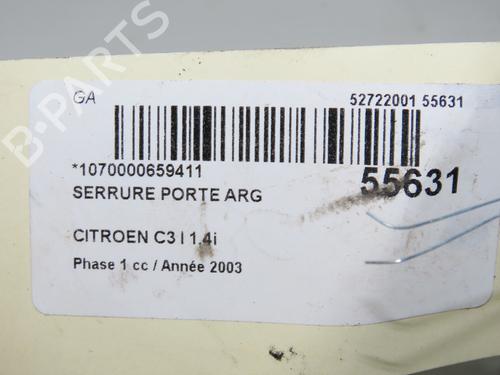 GA
52722001 55631
*1070000659411
55631
SERRURE PORTE ARG
CITROEN C3 I 1.4i
Phase 1 cc / Année 2003
B-PARTS